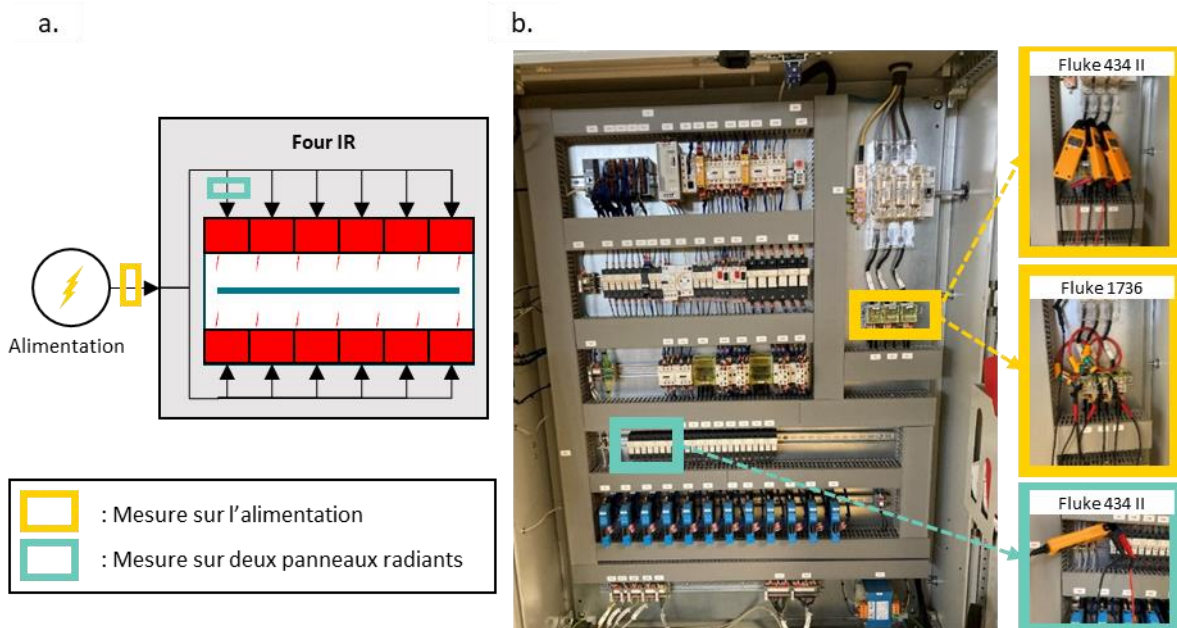 a.
b.
Four IR
Alimentation
: Mesure sur l’alimentation
: Mesure sur deux panneaux radiants
Fluke 434 II
Fluke 1736
Fluke 434 II